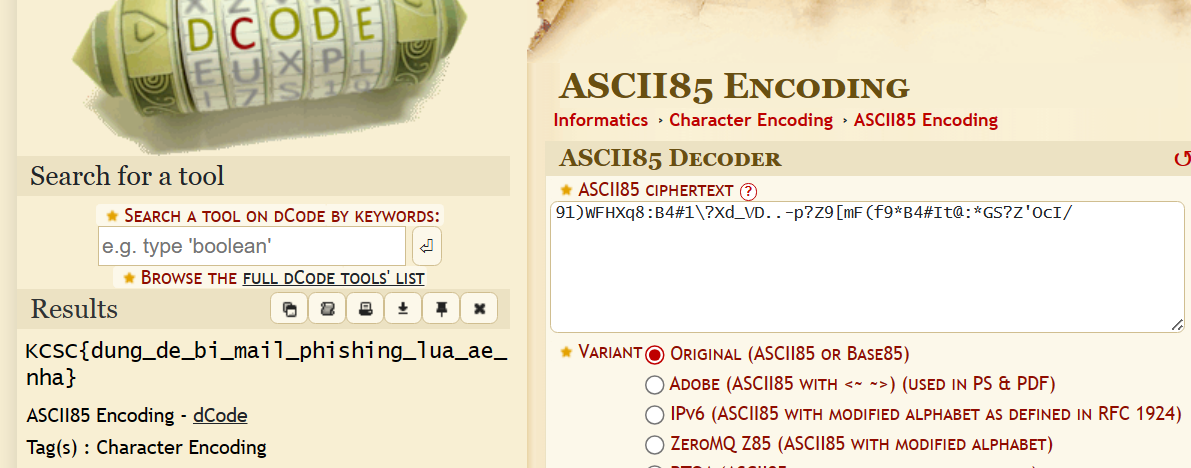 DCODE
EUXPL
Search for a tool
★ SEARCH A TOOL ON DCODE BY KEYWORDS:
e.g. type 'boolean'
★ BROWSE THE FULL DCODE TOOLS' LIST
Results
KCSC{dung_de_bi_mail_phishing_lua_ae_
nha}
ASCII85 Encoding - dCode
Tag(s) : Character Encoding
ASCII85 ENCODING
Informatics › Character Encoding › ASCII85 Encoding
ASCII85 DECODER
★ ASCII85 CIPHERTEXT ?
91)WFHXq8:B4#1\?Xd_VD..-p?Z9[mF(f9*B4#It@:*GS?Z'OcI/
★ VARIANT ORIGINAL (ASCII85 OR BASE85)
ADOBE (ASCII85 WITH <~ ~>) (USED IN PS & PDF)
IPV6 (ASCII85 WITH MODIFIED ALPHABET AS DEFINED IN RFC 1924)
ZEROMQ Z85 (ASCII85 WITH MODIFIED ALPHABET)